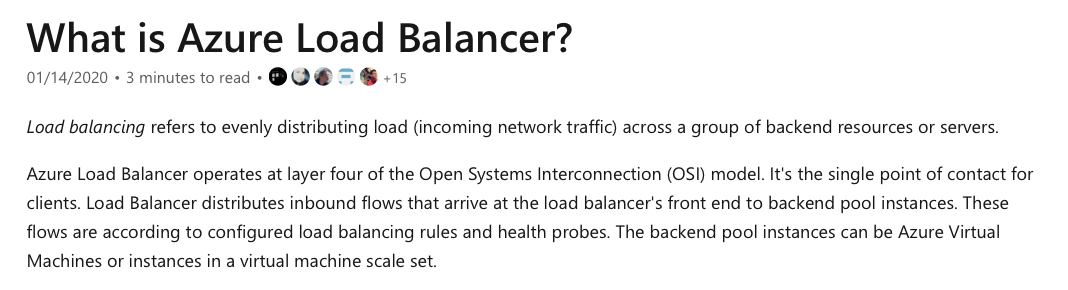 What is Azure Load Balancer?
01/14/2020 • 3 minutes to read • +15
Load balancing refers to evenly distributing load (incoming network traffic) across a group of backend resources or servers.
Azure Load Balancer operates at layer four of the Open Systems Interconnection (OSI) model. It's the single point of contact for
clients. Load Balancer distributes inbound flows that arrive at the load balancer's front end to backend pool instances. These
flows are according to configured load balancing rules and health probes. The backend pool instances can be Azure Virtual
Machines or instances in a virtual machine scale set.